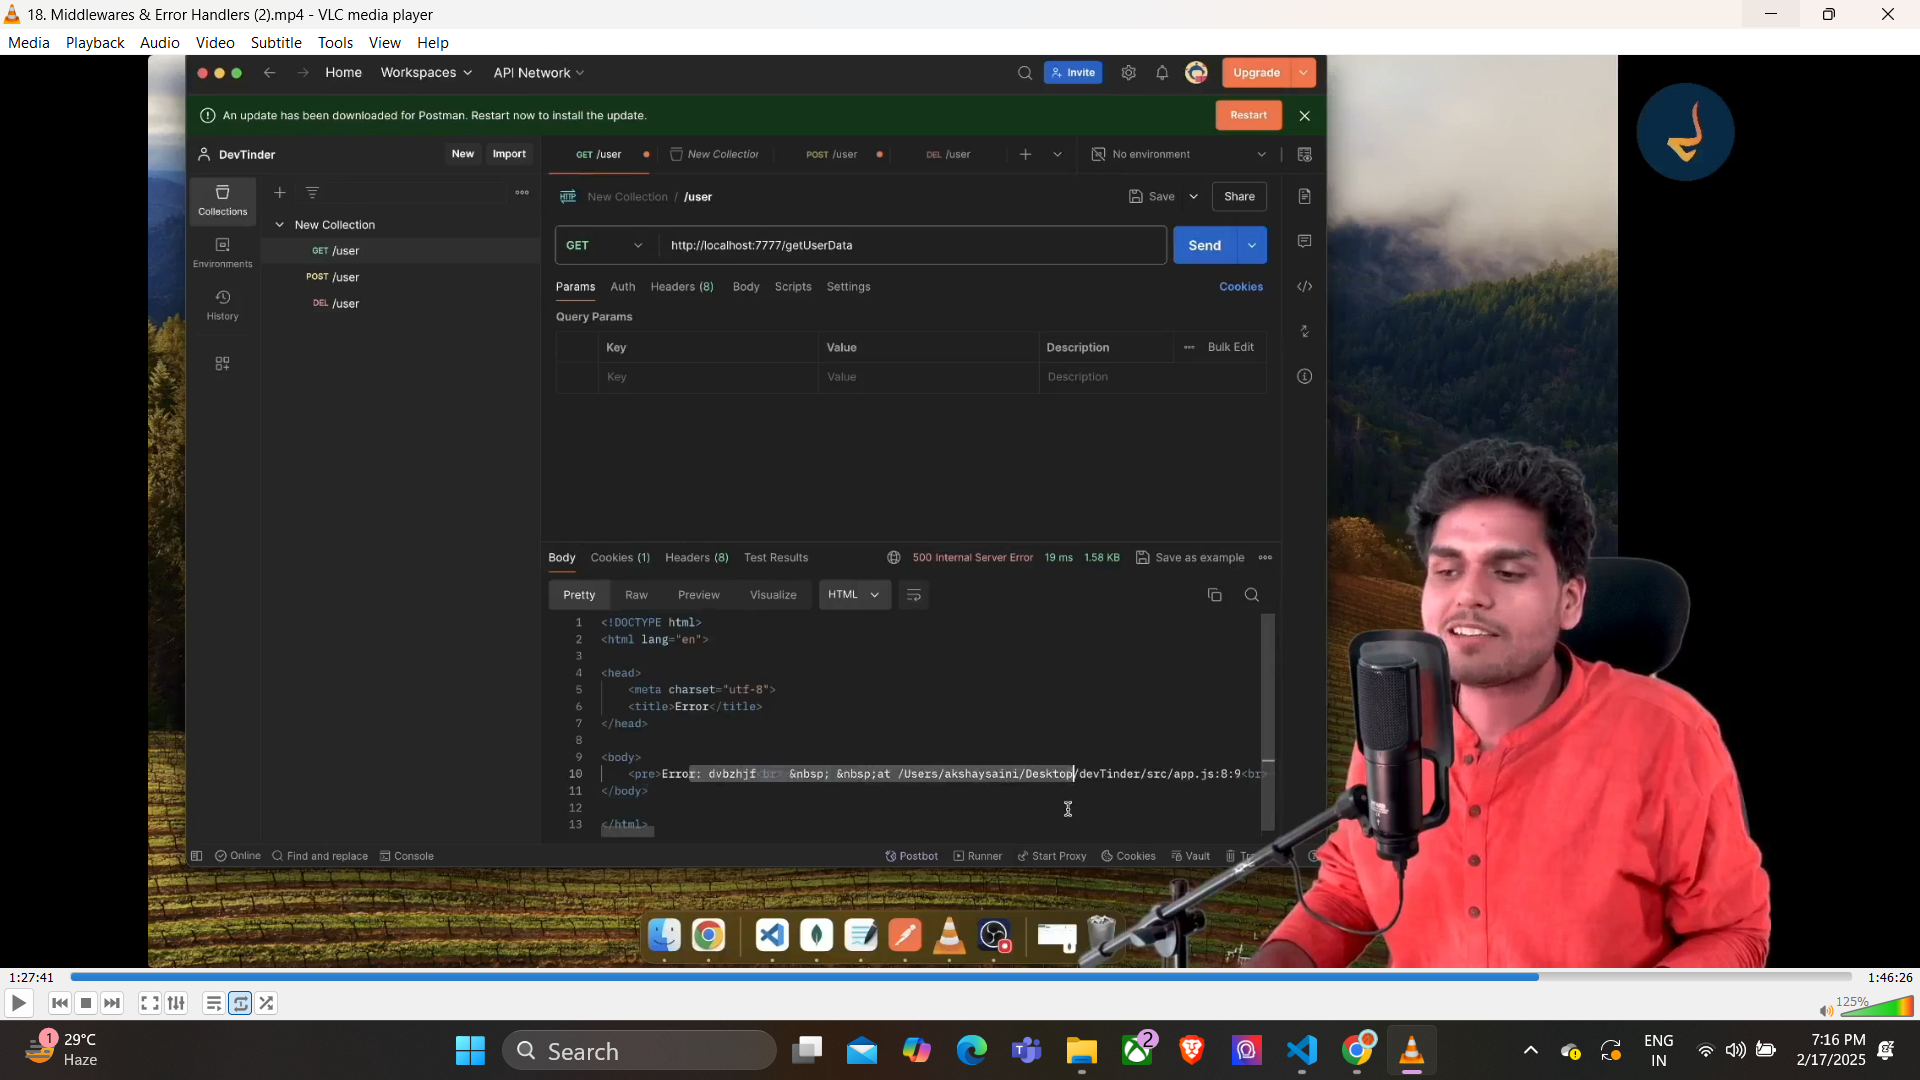 18. Middlewares & Error Handlers (2).mp4 - VLC media player
Media Playback Audio Video Subtitle Tools View Help
Home Workspaces API Network Invite Upgrade
An update has been downloaded for Postman. Restart now to install the update. Restart
DevTinder New Import GET /user New Collection POST /user DEL /user No environment
Collections
Environments
History
New Collection
GET /user
POST /user
DEL /user
HTTP New Collection / /user Save Share
GET http://localhost:7777/getUserData Send
Params Auth Headers (8) Body Scripts Settings Cookies
Query Params
Key Value Description Bulk Edit
Key Value Description
Body Cookies (1) Headers (8) Test Results 500 Internal Server Error 19 ms 1.58 KB Save as example
Pretty Raw Preview Visualize HTML
1 <!DOCTYPE html>
2 <html lang="en">
3
4 <head>
5 <meta charset="utf-8">
6 <title>Error</title>
7 </head>
8
9 <body>
10 <pre>Error: dvbzhjf<br> &nbsp; &nbsp;at /Users/akshaysaini/Desktop/devTinder/src/app.js:8:9<br>
11 </body>
12
13 </html>
Online Find and replace Console Postbot Runner Start Proxy Cookies Vault
1:27:41 1:46:26
125%
1 29°C
Haze
Search
2
ENG
IN
7:16 PM
2/17/2025